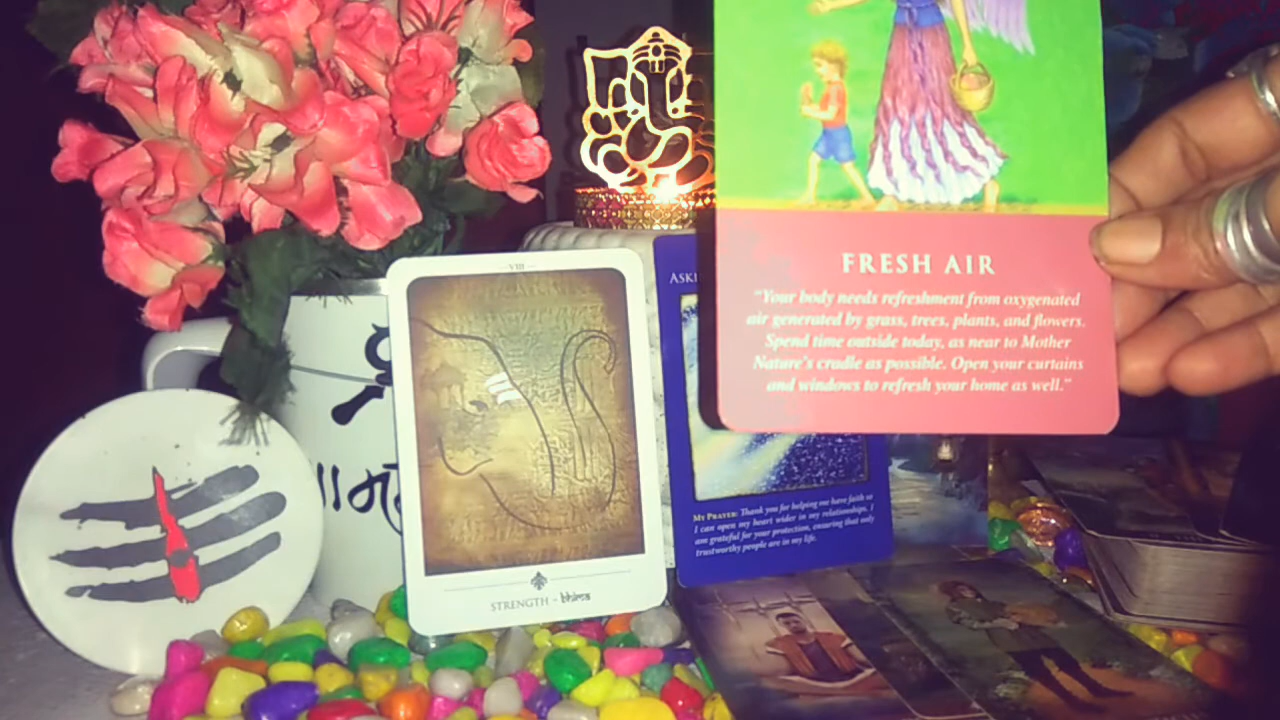 FRESH AIR
"Your body needs refreshment from oxygenated
air generated by grass, trees, plants, and flowers.
Spend time outside today, as near to Mother
Nature's cradle as possible. Open your curtains
and windows to refresh your home as well."
VIII
STRENGTH - bhima
MY PRAYER: Thank you for helping me have faith so
I can open my heart wider in my relationships. I
am grateful for your protection, ensuring that only
trustworthy people are in my life.